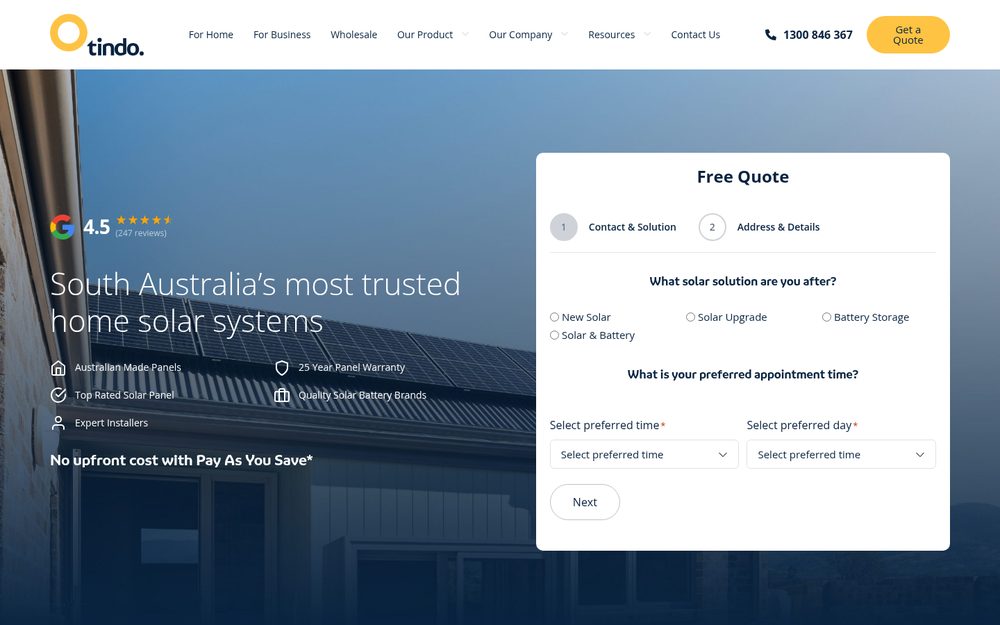 tindo.
For Home
For Business
Wholesale
Our Product
Our Company
Resources
Contact Us
1300 846 367
Get a
Quote
4.5
(247 reviews)
South Australia’s most trusted
home solar systems
Australian Made Panels
25 Year Panel Warranty
Top Rated Solar Panel
Quality Solar Battery Brands
Expert Installers
No upfront cost with Pay As You Save*
Free Quote
1
Contact & Solution
2
Address & Details
What solar solution are you after?
New Solar
Solar Upgrade
Battery Storage
Solar & Battery
What is your preferred appointment time?
Select preferred time*
Select preferred day*
Select preferred time
Select preferred time
Next